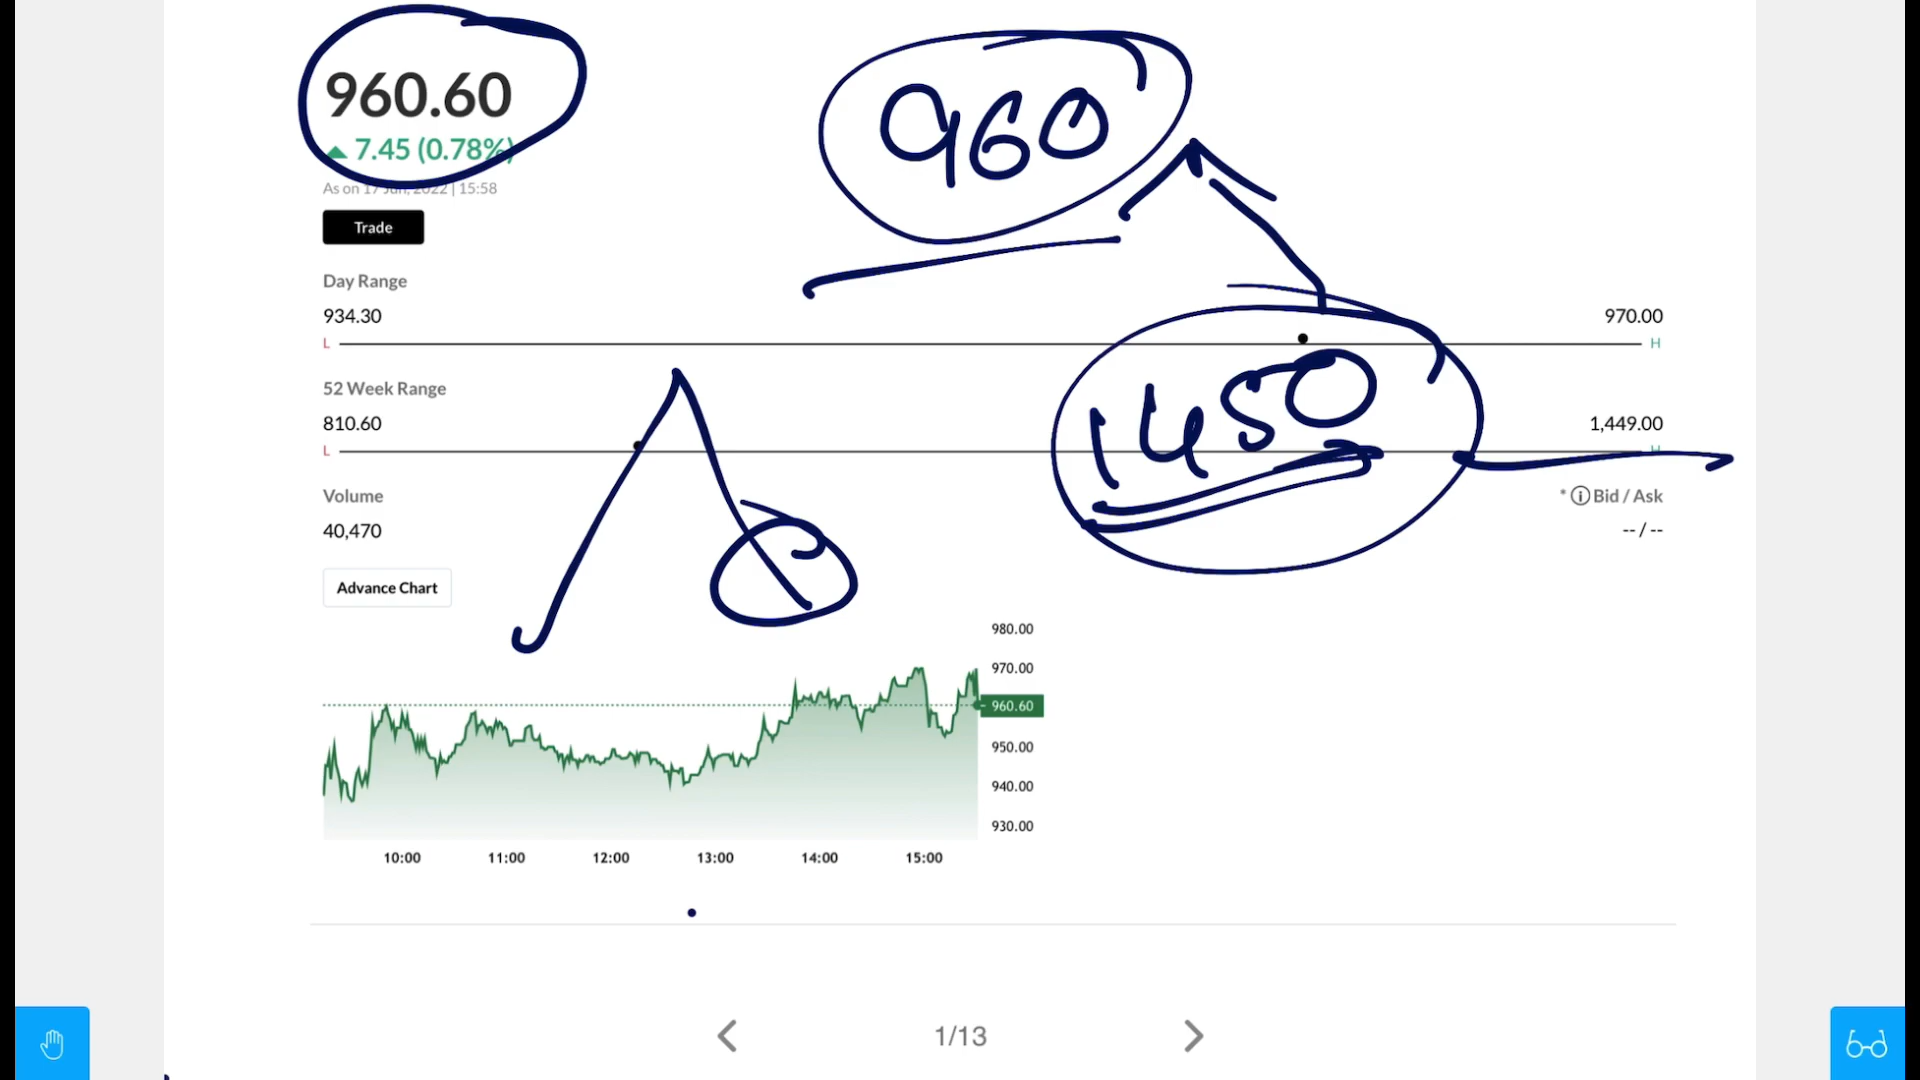 960.60
7.45 (0.78%)
As on 17 Jun, 2022 | 15:58
Trade
960
Day Range
934.30 970.00
L H
52 Week Range
810.60 1,449.00
L H
1450
Volume * Bid / Ask
40,470 -- / --
Advance Chart
980.00
970.00
960.60
950.00
940.00
930.00
10:00 11:00 12:00 13:00 14:00 15:00
1/13